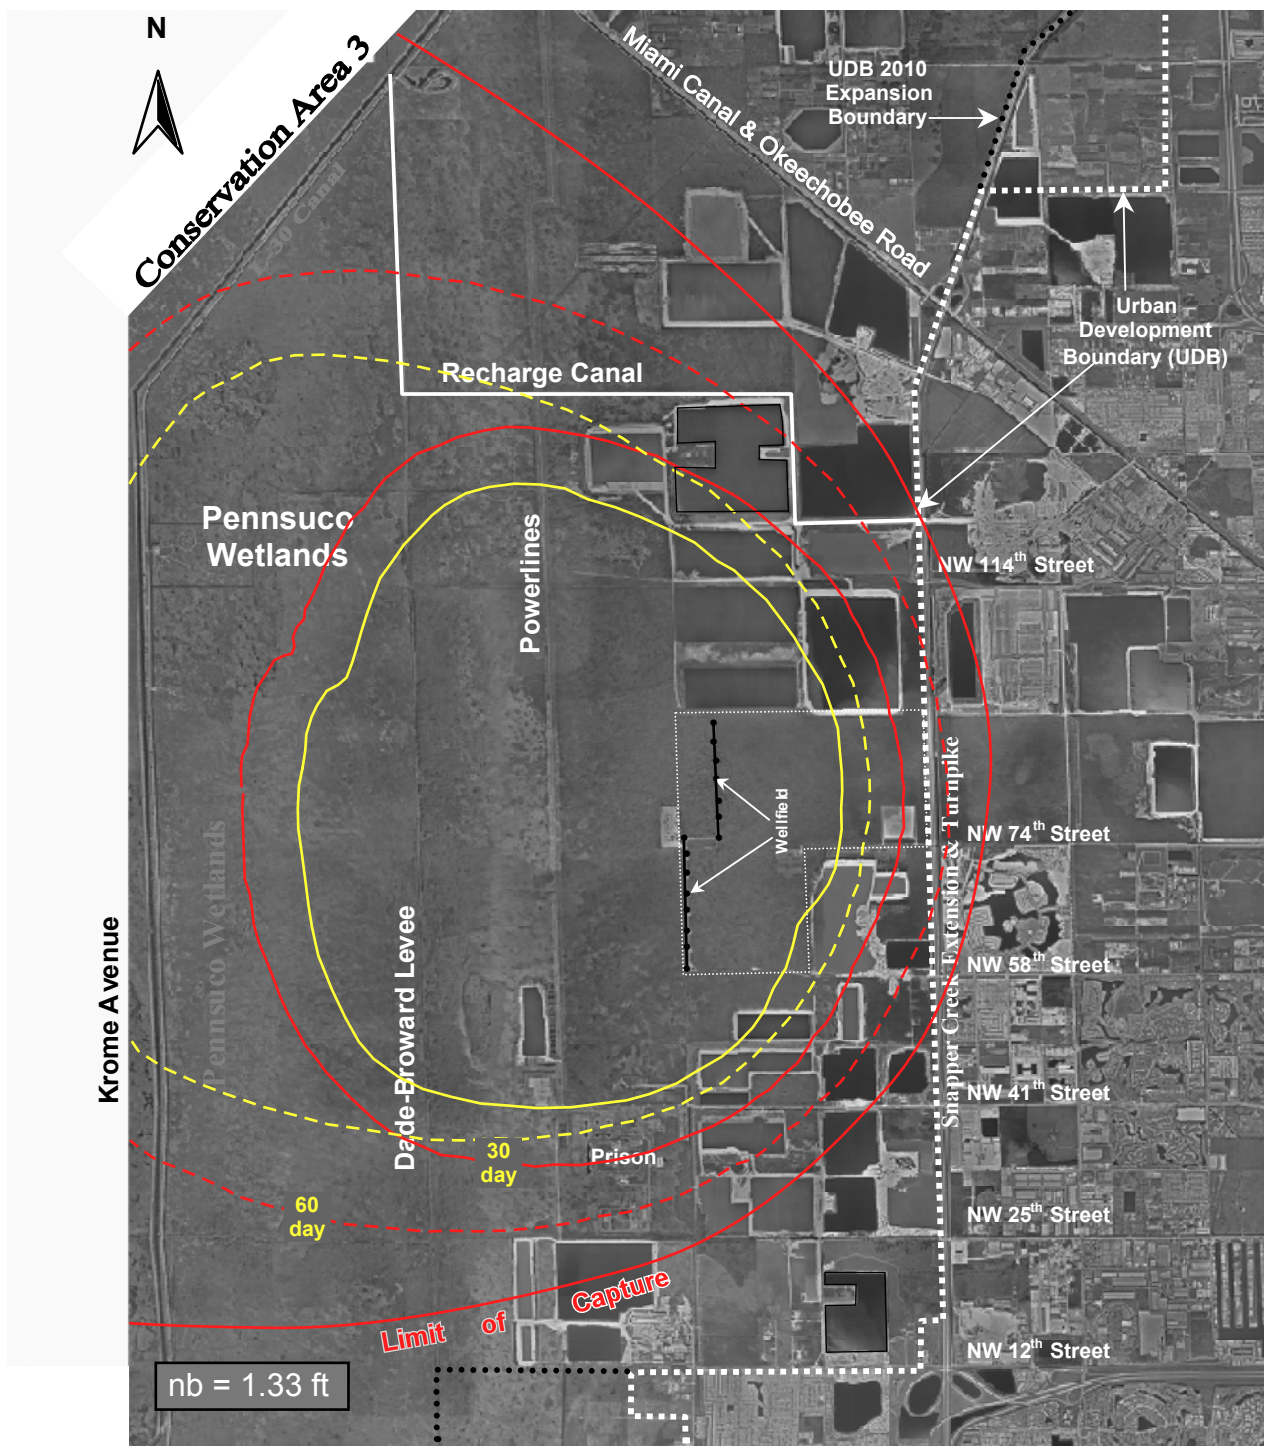 N
Conservation Area 3
Miami Canal & Okeechobee Road
UDB 2010
Expansion
Boundary
Canal
Urban
Development
Boundary (UDB)
Recharge Canal
Pennsuco
Wetlands
Powerlines
NW 114th Street
Wellfield
NW 74th Street
Snapper Creek Extension & Turnpike
Pennsuco Wetlands
Krome Avenue
Dade-Broward Levee
NW 58th Street
NW 41th Street
30
day
Prison
60
day
NW 25th Street
Limit of Capture
NW 12th Street
nb = 1.33 ft